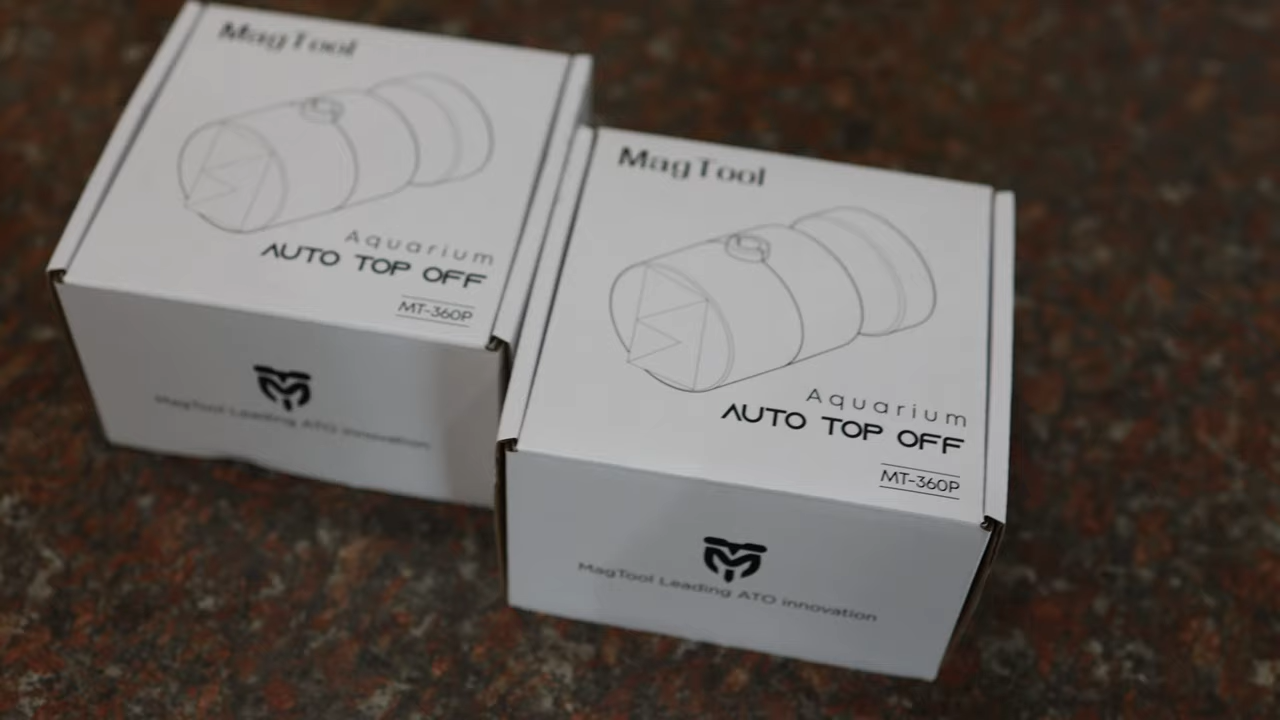 MagTool
Aquarium
AUTO TOP OFF
MT-360P
MagTool Leading ATO innovation
MagTool
Aquarium
AUTO TOP OFF
MT-360P
MagTool Leading ATO innovation